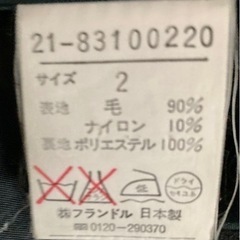 21-83100220
サイズ 2
表地 毛 90%
ナイロン 10%
裏地 ポリエステル 100%
低 ドライ セキユ系
㈱フランドル 日本製
☎0120-290370